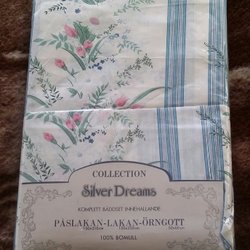 COLLECTION
Silver Dreams
KOMPLETT BÄDDSET INNEHÅLLANDE
PÅSLAKAN-LAKAN-ÖRNGOTT
100% BOMULL